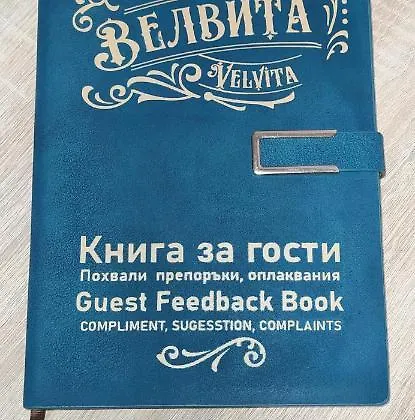 ВЕЛВИТА
VELVITA
Книга за гости
Похвали препоръки, оплаквания
Guest Feedback Book
COMPLIMENT, SUGESSTION, COMPLAINTS